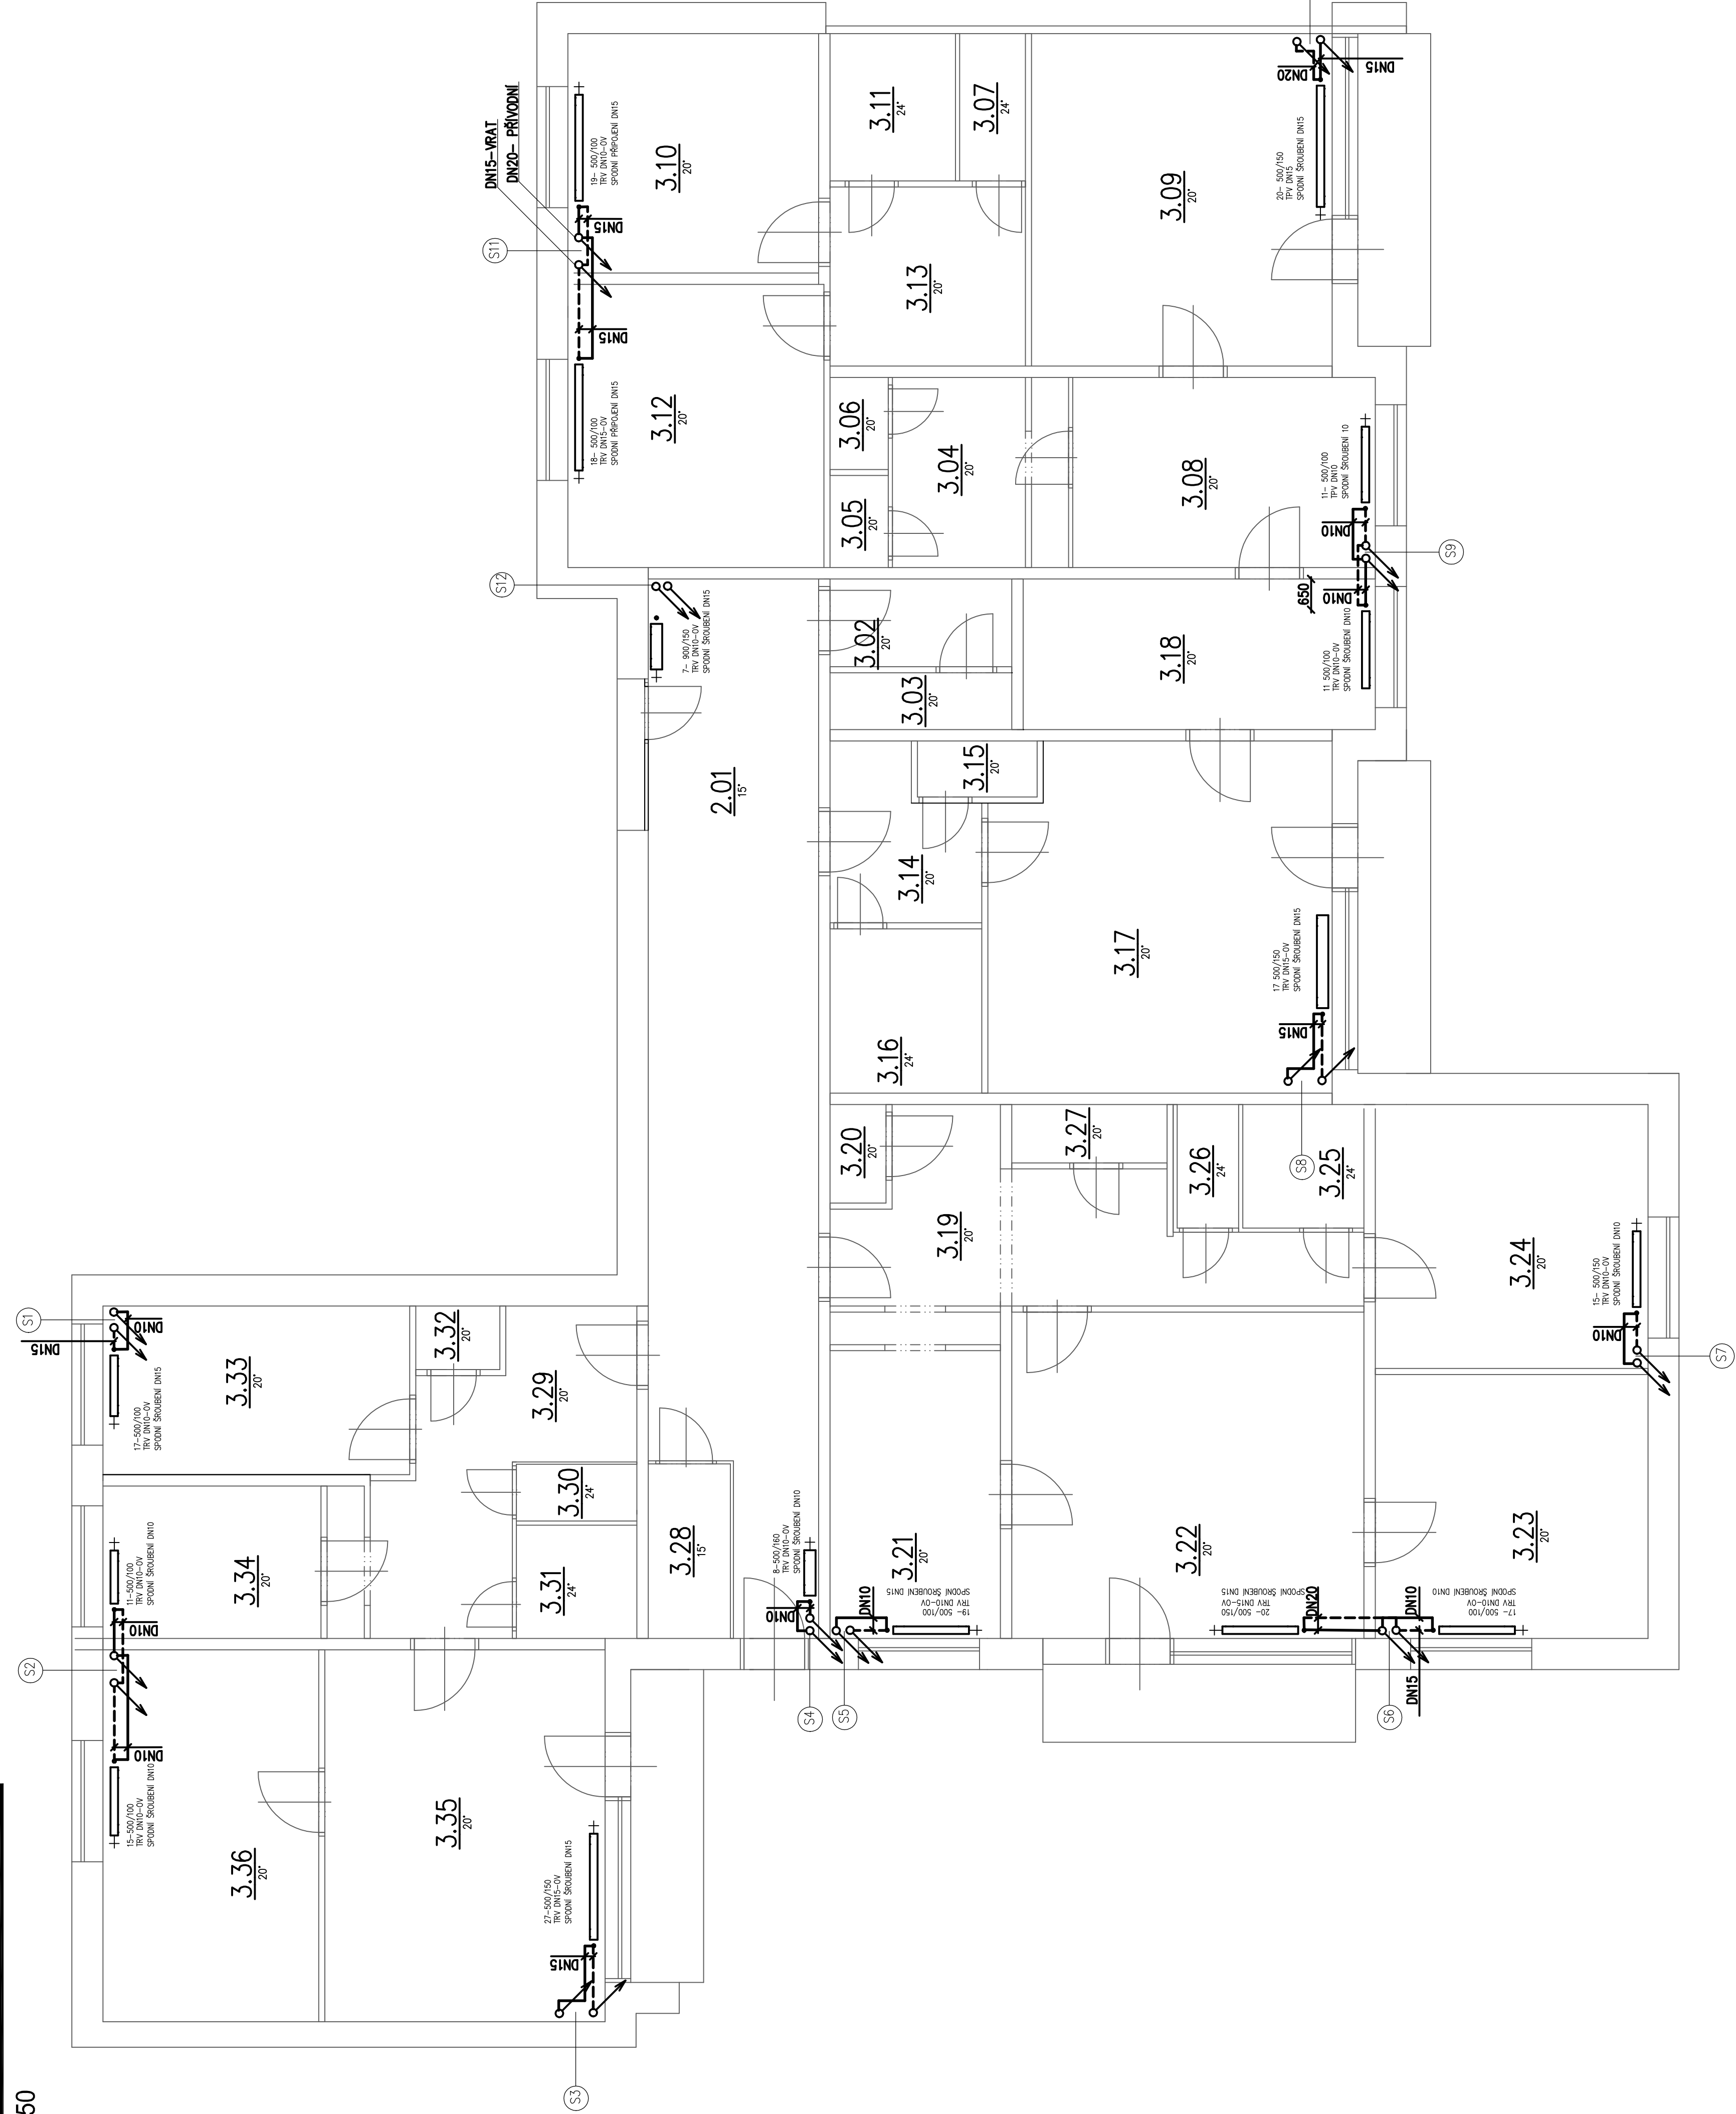 50
S1
DN15
DN10
17-500/100
TRV DN10-OV
SPODNÍ ŠROUBENÍ DN15
3.33
20°
3.32
20°
3.29
20°
S2
11-500/100
TRV DN10-OV
SPODNÍ ŠROUBENÍ DN10
DN10
DN10
15-500/100
TRV DN10-OV
SPODNÍ ŠROUBENÍ DN10
3.34
20°
3.30
24°
3.31
24°
3.28
15°
3.36
20°
3.35
20°
27-500/150
TRV DN15-OV
SPODNÍ ŠROUBENÍ DN15
DN15
S3
DN15-VRAT
DN20- PŘÍVODNÍ
S11
19- 500/100
TRV DN10-OV
SPODNÍ PŘIPOJENÍ DN15
DN15
DN15
18- 500/100
TRV DN15-OV
SPODNÍ PŘIPOJENÍ DN15
3.10
20°
3.12
20°
3.11
24°
3.07
24°
3.13
20°
3.09
20°
DN20
DN15
20- 500/150
TPV DN15
SPODNÍ ŠROUBENÍ DN15
3.06
20°
3.05
20°
3.04
20°
3.08
20°
11- 500/100
TPV DN10
SPODNÍ ŠROUBENÍ 10
DN10
S9
650
DN10
11 500/100
TRV DN10-OV
SPODNÍ ŠROUBENÍ DN10
S12
7- 900/150
TRV DN10-OV
SPODNÍ ŠROUBENÍ DN15
3.02
20°
3.03
20°
3.18
20°
2.01
15°
3.15
20°
3.14
20°
3.17
20°
3.16
24°
17 500/150
TRV DN15-OV
SPODNÍ ŠROUBENÍ DN15
DN15
S8
3.20
20°
3.27
20°
3.26
24°
3.25
24°
3.19
20°
3.24
20°
15- 500/150
TRV DN10-OV
SPODNÍ ŠROUBENÍ DN10
DN10
S7
8-500/160
TRV DN10-OV
SPODNÍ ŠROUBENÍ DN10
DN10
S4
S5
DN10
3.21
20°
19- 500/100
TRV DN10-OV
SPODNÍ ŠROUBENÍ DN15
3.22
20°
20- 500/150
TRV DN15-OV
SPODNÍ ŠROUBENÍ DN15
DN20
DN10
DN15
S6
3.23
20°
17- 500/100
TRV DN10-OV
SPODNÍ ŠROUBENÍ DN10